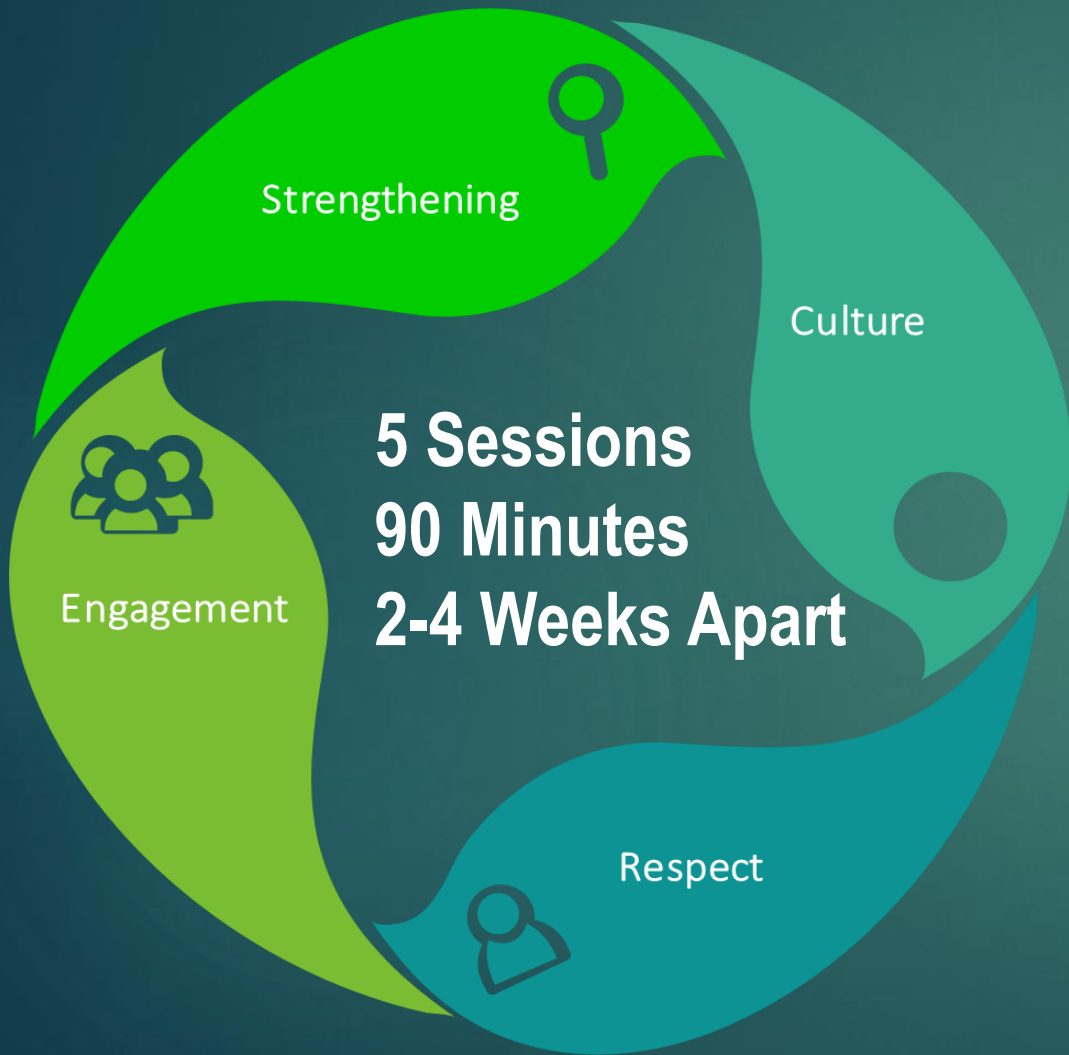 Strengthening
Culture
5 Sessions
90 Minutes
2-4 Weeks Apart
Engagement
Respect